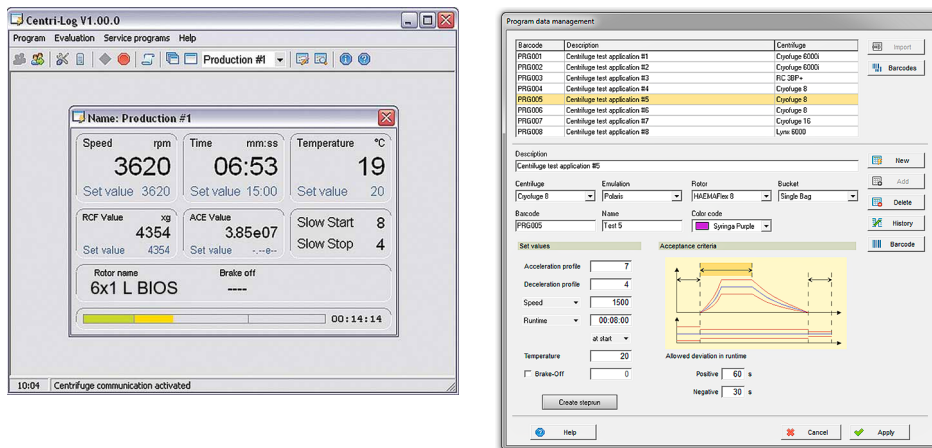 Centri-Log V1.00.0
Program Evaluation Service programs Help
Production #1
Name: Production #1
Speed rpm
3620
Set value 3620
Time mm:ss
06:53
Set value 15:00
Temperature °C
19
Set value 20
RCF Value xg
4354
Set value 4354
ACE Value
3.85e07
Set value -.--e--
Slow Start 8
Slow Stop 4
Rotor name Brake off
6x1 L BIOS ----
00:14:14
10:04 Centrifuge communication activated
Program data management
Barcode Description Centrifuge
PRG001 Centrifuge test application #1 Cryofuge 6000i
PRG002 Centrifuge test application #2 Cryofuge 6000i
PRG003 Centrifuge test application #3 RC 3BP+
PRG004 Centrifuge test application #4 Cryofuge 8
PRG005 Centrifuge test application #5 Cryofuge 8
PRG006 Centrifuge test application #6 Cryofuge 8
PRG007 Centrifuge test application #7 Cryofuge 16
PRG008 Centrifuge test application #8 Lynx 6000
Import
Barcodes
Description
Centrifuge test application #5
Centrifuge Emulation Rotor Bucket
Cryofuge 8 Polaris HAEMAFlex 8 Single Bag
Barcode Name Color code
PRG005 Test 5 Syringa Purple
New
Add
Delete
History
Barcode
Set values
Acceleration profile 7
Deceleration profile 4
Speed 1500
Runtime 00:08:00
at start
Temperature 20
Brake-Off 0
Create steprun
Acceptance criteria
Allowed deviation in runtime
Positive 60 s
Negative 30 s
Help Cancel Apply